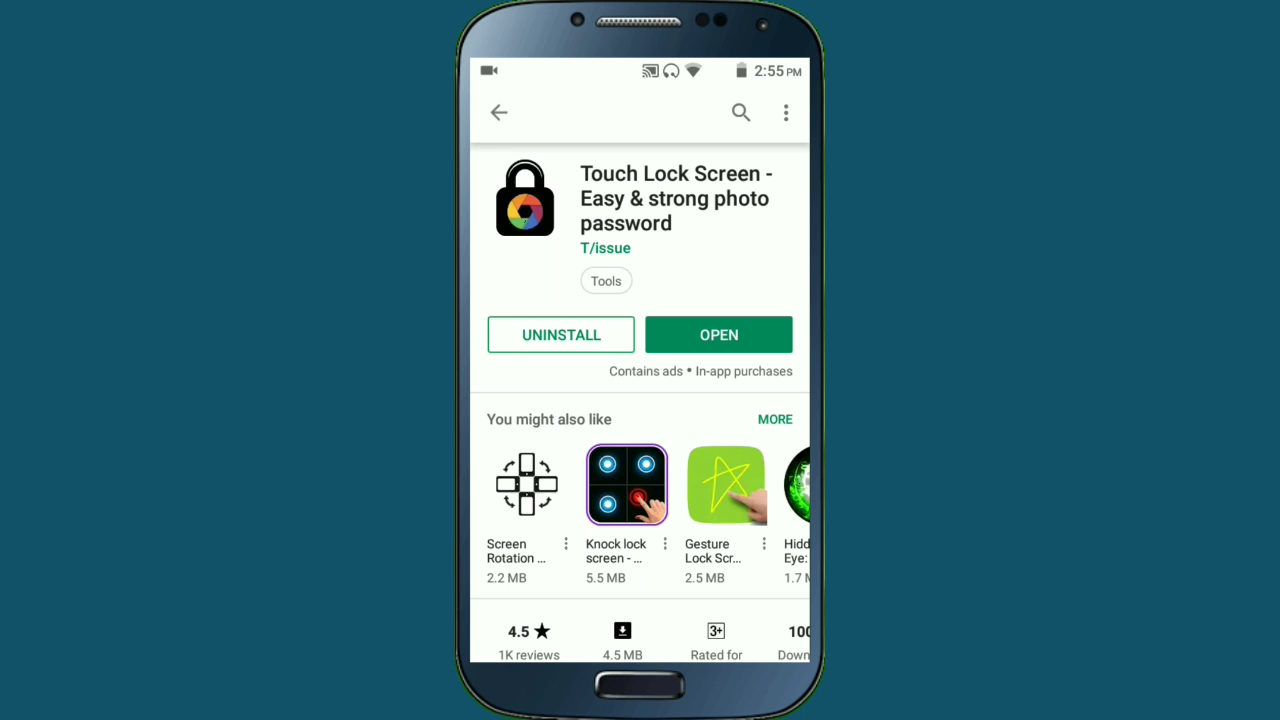 2:55 PM
Touch Lock Screen -
Easy & strong photo
password
T/issue
Tools
UNINSTALL
OPEN
Contains ads • In-app purchases
You might also like
MORE
Screen
Rotation ...
2.2 MB
Knock lock
screen - ...
5.5 MB
Gesture
Lock Scr...
2.5 MB
Hidd
Eye:
1.7 M
4.5 ★
1K reviews
4.5 MB
3+
Rated for
100
Down